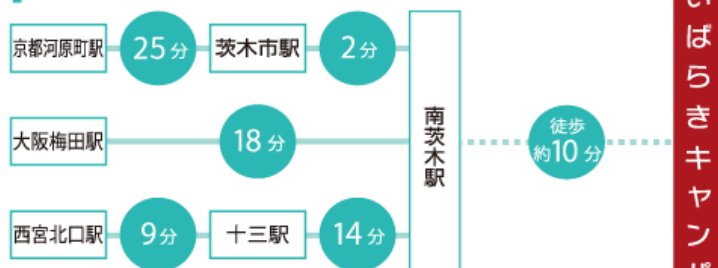 京都河原町駅
25分
茨木市駅
2分
大阪梅田駅
18分
西宮北口駅
9分
十三駅
14分
南茨木駅
徒歩
約10分
いばらきキャン